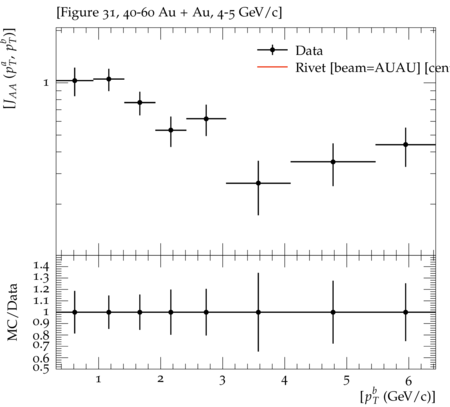 [Figure 31, 40-60 Au + Au, 4-5 GeV/c]
[J_AA (p_T^a, p_T^b)]
1
Data
Rivet [beam=AUAU] [cen
MC/Data
1.4
1.3
1.2
1.1
1
0.9
0.8
0.7
0.6
0.5
1 2 3 4 5 6
[p_T^b (GeV/c)]